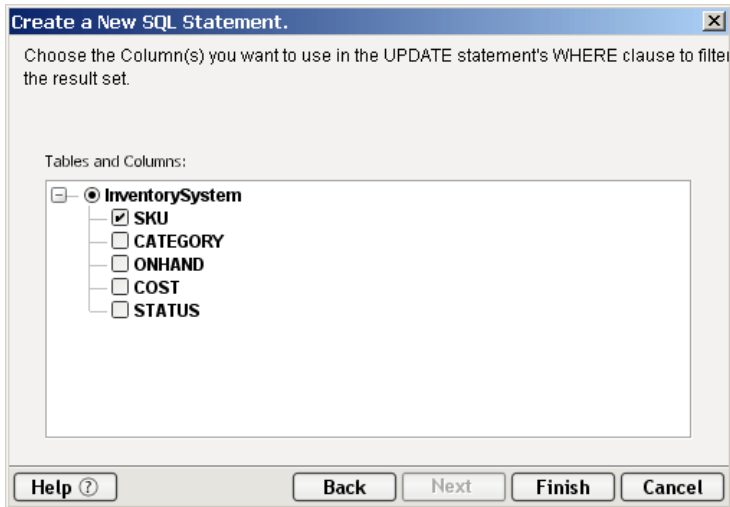 Create a New SQL Statement.
Choose the Column(s) you want to use in the UPDATE statement's WHERE clause to filter
the result set.
Tables and Columns:
InventorySystem
SKU
CATEGORY
ONHAND
COST
STATUS
Help ? Back Next Finish Cancel